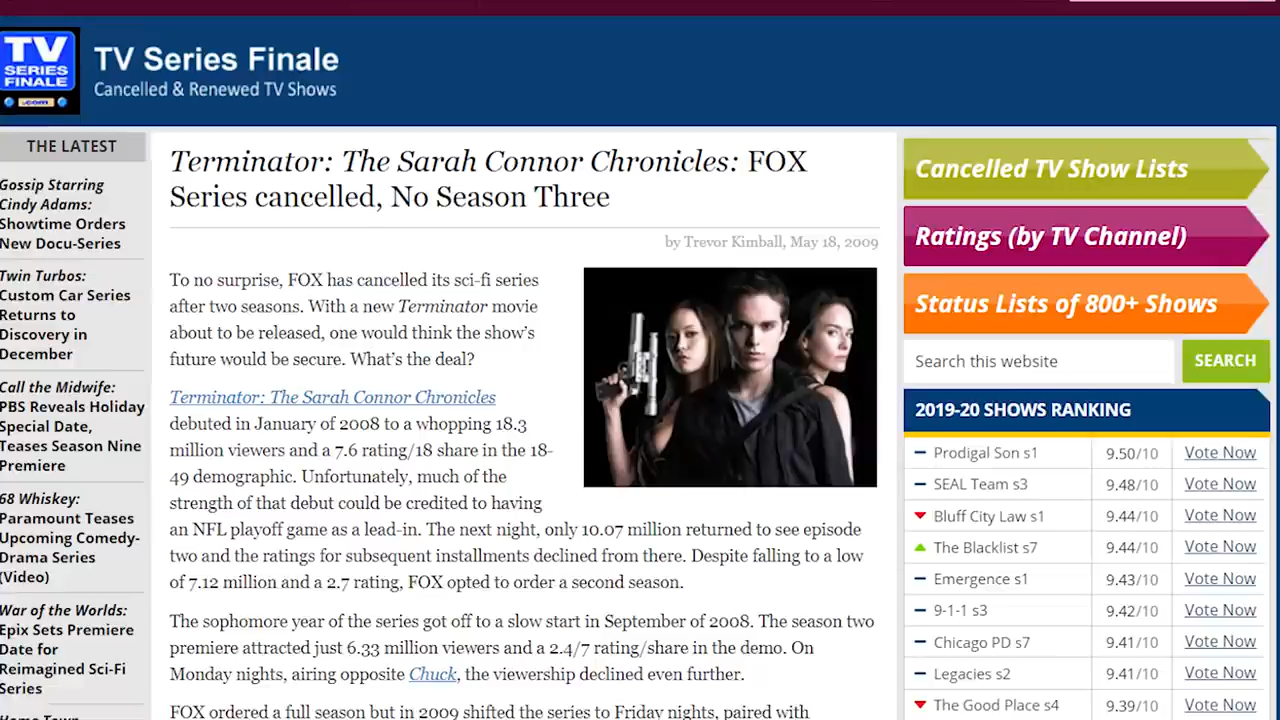 TV
SERIES
FINALE
.com
TV Series Finale
Cancelled & Renewed TV Shows
THE LATEST
Gossip Starring
Cindy Adams:
Showtime Orders
New Docu-Series
Twin Turbos:
Custom Car Series
Returns to
Discovery in
December
Call the Midwife:
PBS Reveals Holiday
Special Date,
Teases Season Nine
Premiere
68 Whiskey:
Paramount Teases
Upcoming Comedy-
Drama Series
(Video)
War of the Worlds:
Epix Sets Premiere
Date for
Reimagined Sci-Fi
Series
Home Town
Terminator: The Sarah Connor Chronicles: FOX
Series cancelled, No Season Three
by Trevor Kimball, May 18, 2009
To no surprise, FOX has cancelled its sci-fi series
after two seasons. With a new Terminator movie
about to be released, one would think the show's
future would be secure. What's the deal?
Terminator: The Sarah Connor Chronicles
debuted in January of 2008 to a whopping 18.3
million viewers and a 7.6 rating/18 share in the 18-
49 demographic. Unfortunately, much of the
strength of that debut could be credited to having
an NFL playoff game as a lead-in. The next night, only 10.07 million returned to see episode
two and the ratings for subsequent installments declined from there. Despite falling to a low
of 7.12 million and a 2.7 rating, FOX opted to order a second season.
The sophomore year of the series got off to a slow start in September of 2008. The season two
premiere attracted just 6.33 million viewers and a 2.4/7 rating/share in the demo. On
Monday nights, airing opposite Chuck, the viewership declined even further.
FOX ordered a full season but in 2009 shifted the series to Friday nights, paired with
Cancelled TV Show Lists
Ratings (by TV Channel)
Status Lists of 800+ Shows
Search this website SEARCH
2019-20 SHOWS RANKING
Prodigal Son s1 9.50/10 Vote Now
SEAL Team s3 9.48/10 Vote Now
Bluff City Law s1 9.44/10 Vote Now
The Blacklist s7 9.44/10 Vote Now
Emergence s1 9.43/10 Vote Now
9-1-1 s3 9.42/10 Vote Now
Chicago PD s7 9.41/10 Vote Now
Legacies s2 9.41/10 Vote Now
The Good Place s4 9.39/10 Vote Now